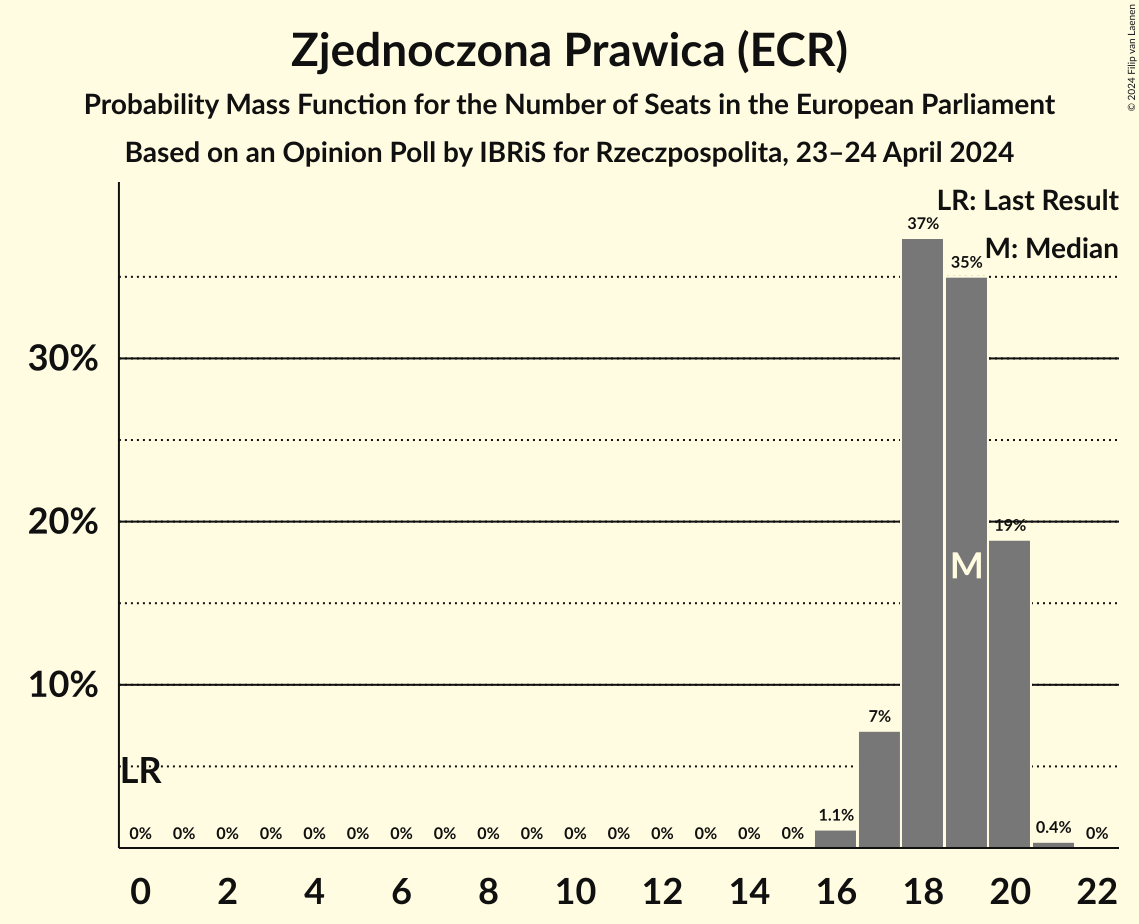 Zjednoczona Prawica (ECR)
Probability Mass Function for the Number of Seats in the European Parliament
Based on an Opinion Poll by IBRiS for Rzeczpospolita, 23–24 April 2024
© 2024 Filip van Laenen
LR: Last Result
M: Median
37%
35%
30%
20%
19%
M
10%
7%
LR
1.1%
0.4%
0% 0% 0% 0% 0% 0% 0% 0% 0% 0% 0% 0% 0% 0% 0% 0% 0%
0 2 4 6 8 10 12 14 16 18 20 22